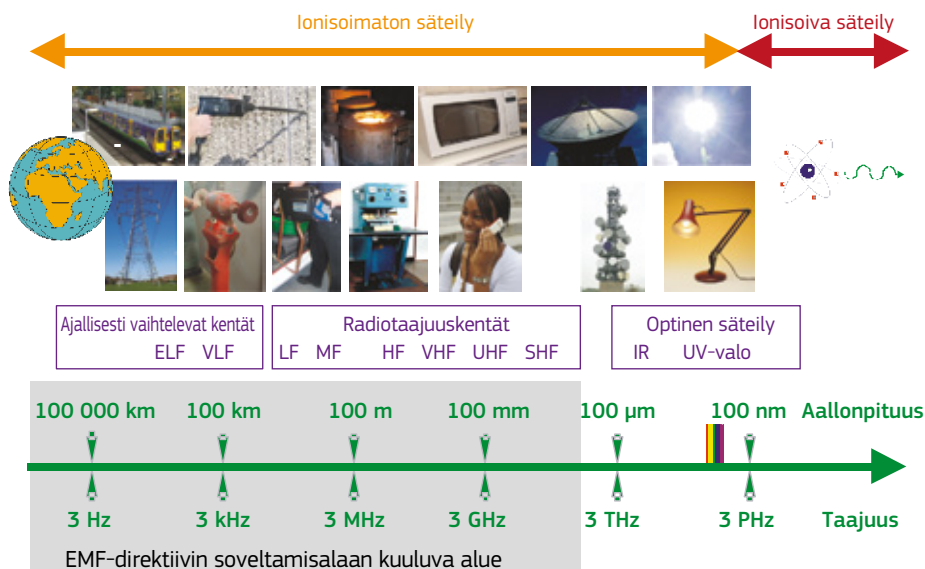 Ionisoimaton säteily
Ionisoiva säteily
Ajallisesti vaihtelevat kentät
ELF VLF
Radiotaajuuskentät
LF MF HF VHF UHF SHF
Optinen säteily
IR UV-valo
100 000 km 100 km 100 m 100 mm 100 µm 100 nm Aallonpituus
3 Hz 3 kHz 3 MHz 3 GHz 3 THz 3 PHz Taajuus
EMF-direktiivin soveltamisalaan kuuluva alue